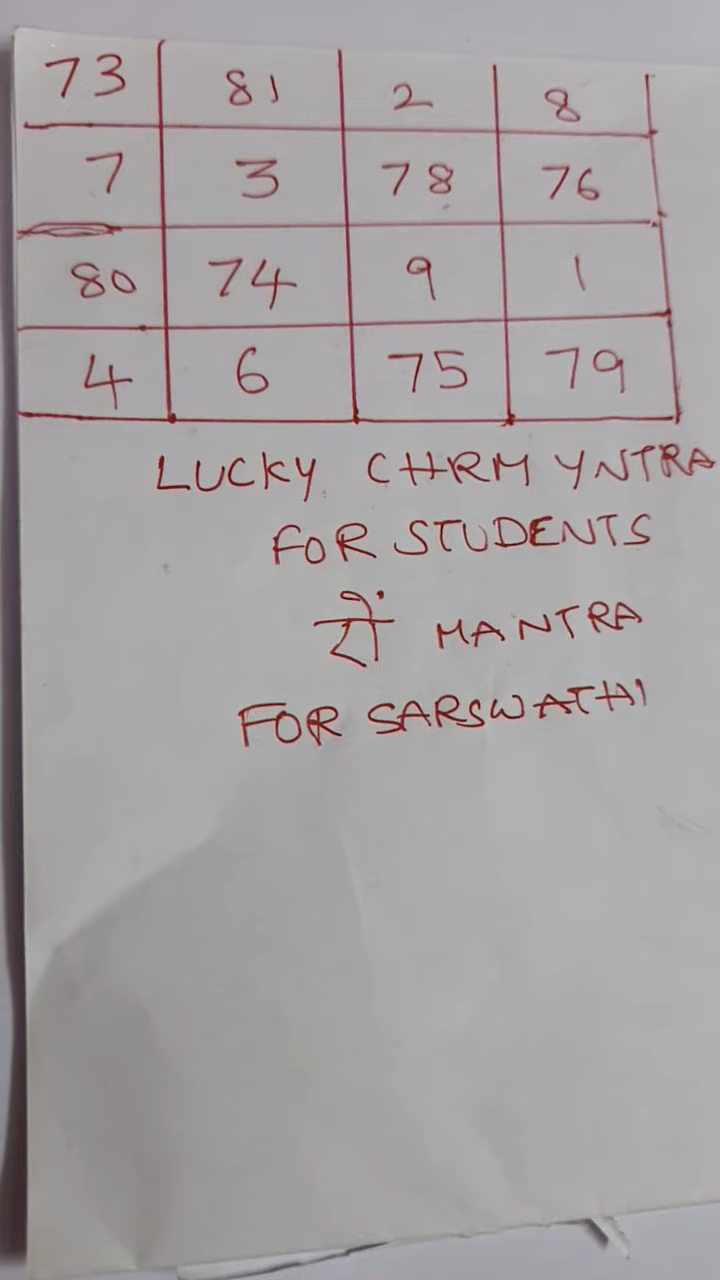 73 81 2 8
7 3 78 76
80 74 9 1
4 6 75 79
LUCKY CHRM YNTRA
FOR STUDENTS
रों MANTRA
FOR SARSWATHI